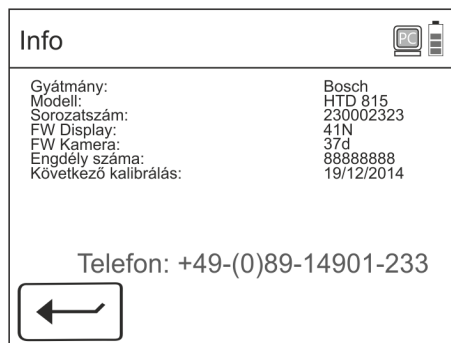 Info
PC
Gyátmány: Bosch
Modell: HTD 815
Sorozatszám: 230002323
FW Display: 41N
FW Kamera: 37d
Engdély száma: 88888888
Következő kalibrálás: 19/12/2014
Telefon: +49-(0)89-14901-233